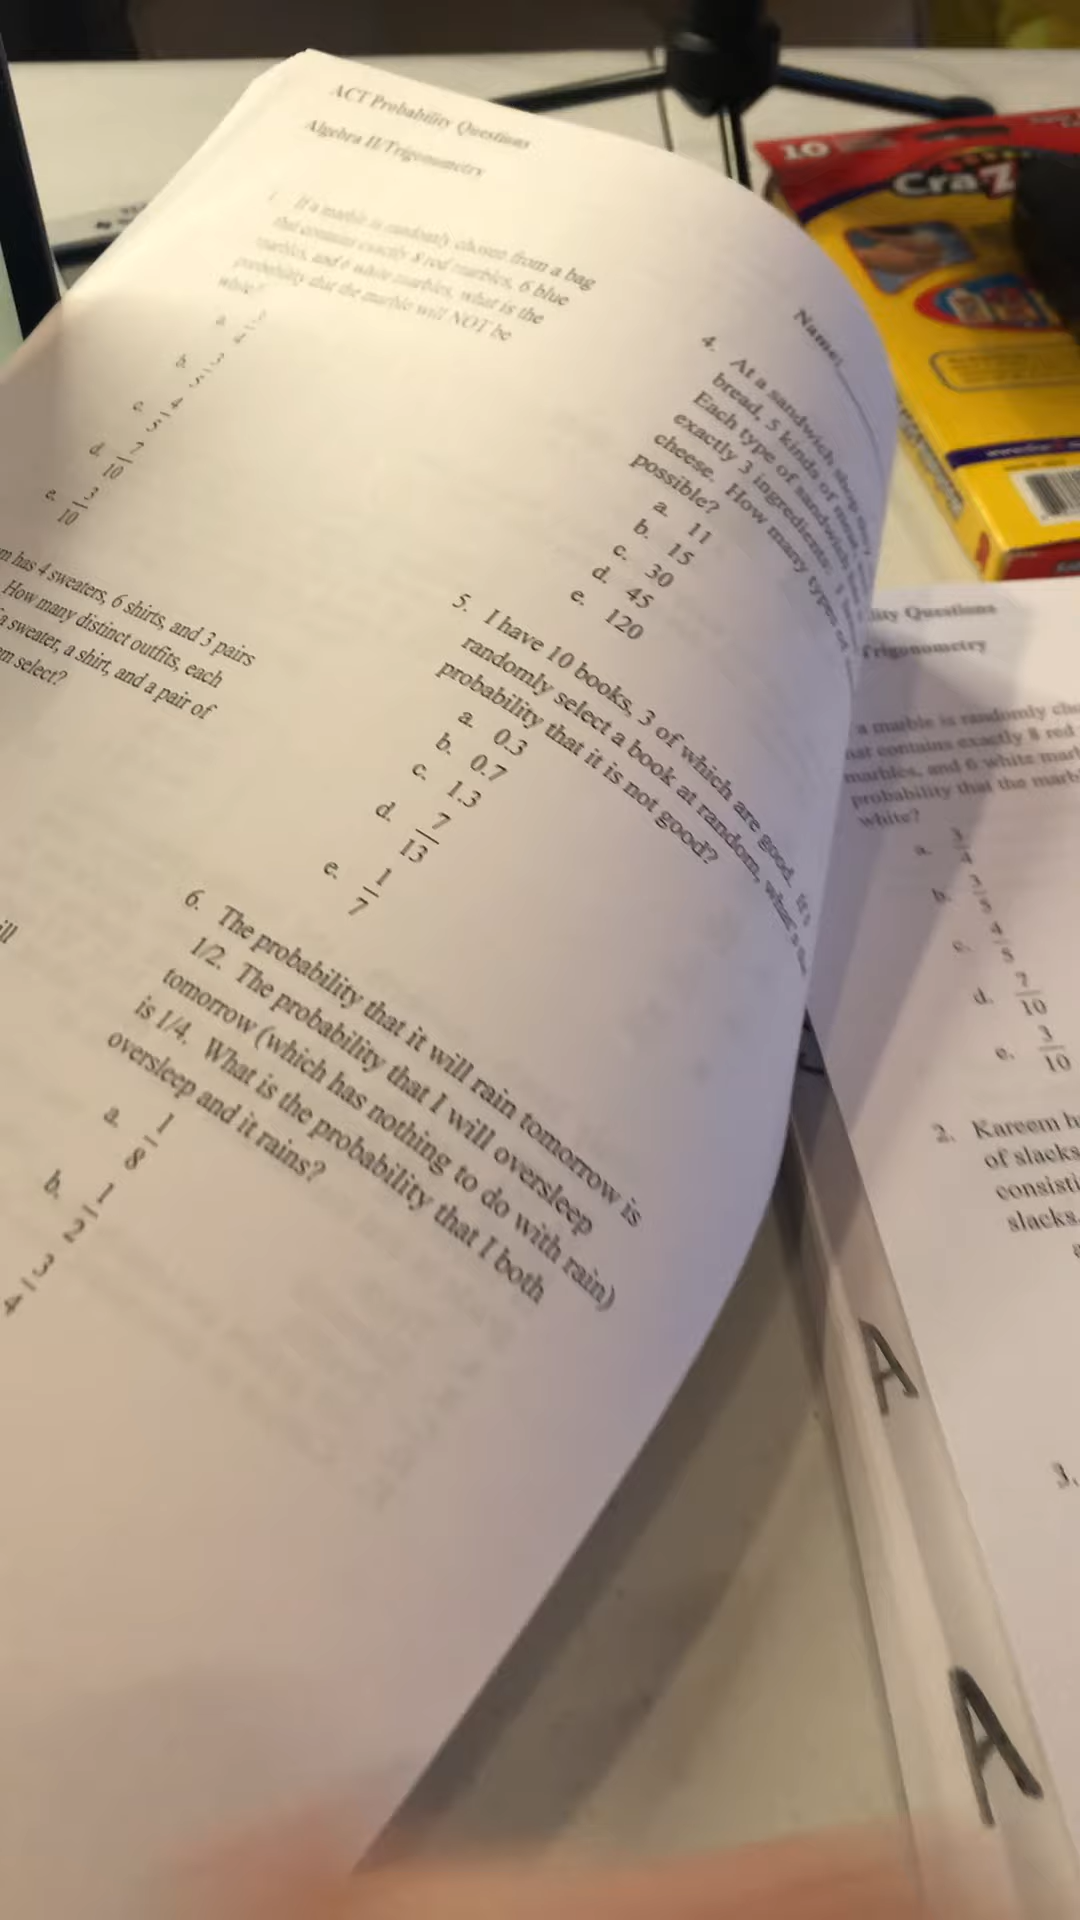 ACT Probability Questions
Algebra II/Trigonometry
If a marble is randomly chosen from a bag
that contains exactly 8 red marbles, 6 blue
marbles, and 6 white marbles, what is the
probability that the marble will NOT be
white?
a. 4
b. 3 5
c. 4 5
d. 7 10
e. 3 10
has 4 sweaters, 6 shirts, and 3 pairs
How many distinct outfits, each
a sweater, a shirt, and a pair of
select?
Name:
4. At a sandwich shop
bread, 5 kinds of
Each type of sandwich
exactly 3 ingredients:
cheese. How many types of
possible?
a. 11
b. 15
c. 30
d. 45
e. 120
5. I have 10 books, 3 of which are good.
randomly select a book at random,
probability that it is not good?
a. 0.3
b. 0.7
c. 1.3
d. 7 13
e. 1 7
6. The probability that it will rain tomorrow is
1/2. The probability that I will oversleep
tomorrow (which has nothing to do with rain)
is 1/4. What is the probability that I both
oversleep and it rains?
a. 1 8
b. 1 2
3 4
ill
10
Cra Z
Questions
Trigonometry
a marble is randomly
contains exactly 8 red
marbles, and 6 white
probability that the
white?
a. 3 4
b. 3 5
c. 4 5
d. 7 10
e. 3 10
2. Kareem
of slacks
slacks.
3.
A
A